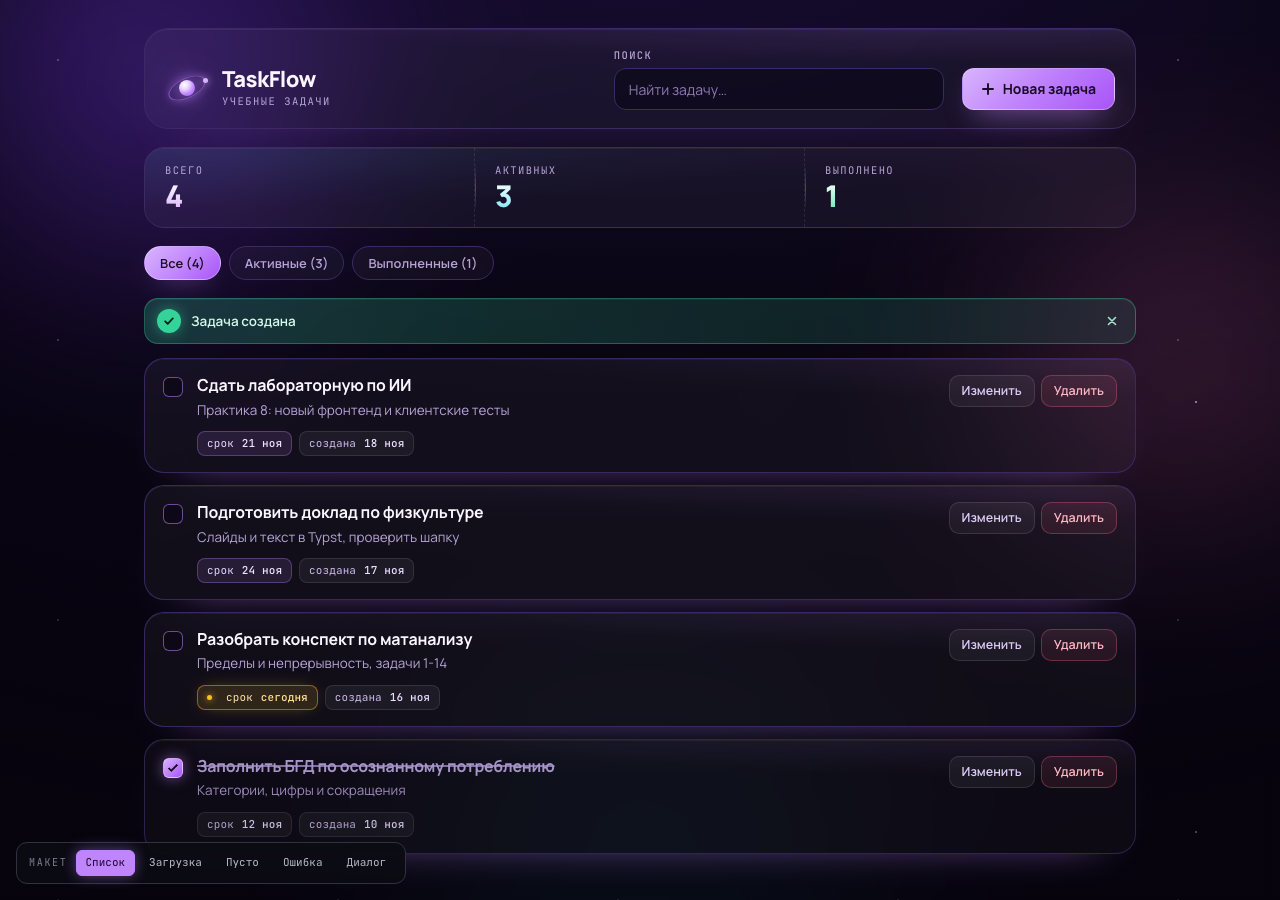 TaskFlow
УЧЕБНЫЕ ЗАДАЧИ
ПОИСК
Найти задачу…
Новая задача
ВСЕГО
4
АКТИВНЫХ
3
ВЫПОЛНЕНО
1
Все (4)
Активные (3)
Выполненные (1)
Задача создана
Сдать лабораторную по ИИ
Практика 8: новый фронтенд и клиентские тесты
срок 21 ноя
создана 18 ноя
Изменить
Удалить
Подготовить доклад по физкультуре
Слайды и текст в Typst, проверить шапку
срок 24 ноя
создана 17 ноя
Изменить
Удалить
Разобрать конспект по матанализу
Пределы и непрерывность, задачи 1-14
срок сегодня
создана 16 ноя
Изменить
Удалить
Заполнить БГД по осознанному потреблению
Категории, цифры и сокращения
срок 12 ноя
создана 10 ноя
Изменить
Удалить
МАКЕТ
Список
Загрузка
Пусто
Ошибка
Диалог